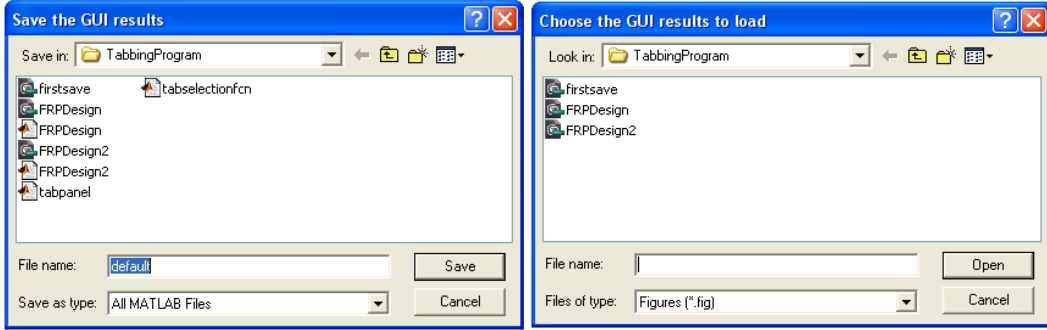 Save the GUI results
Save in: TabbingProgram
firstsave tabselectionfcn
FRPDesign
FRPDesign
FRPDesign2
FRPDesign2
tabpanel
File name: default Save
Save as type: All MATLAB Files Cancel
Choose the GUI results to load
Look in: TabbingProgram
firstsave
FRPDesign
FRPDesign2
File name: Open
Files of type: Figures (*.fig) Cancel